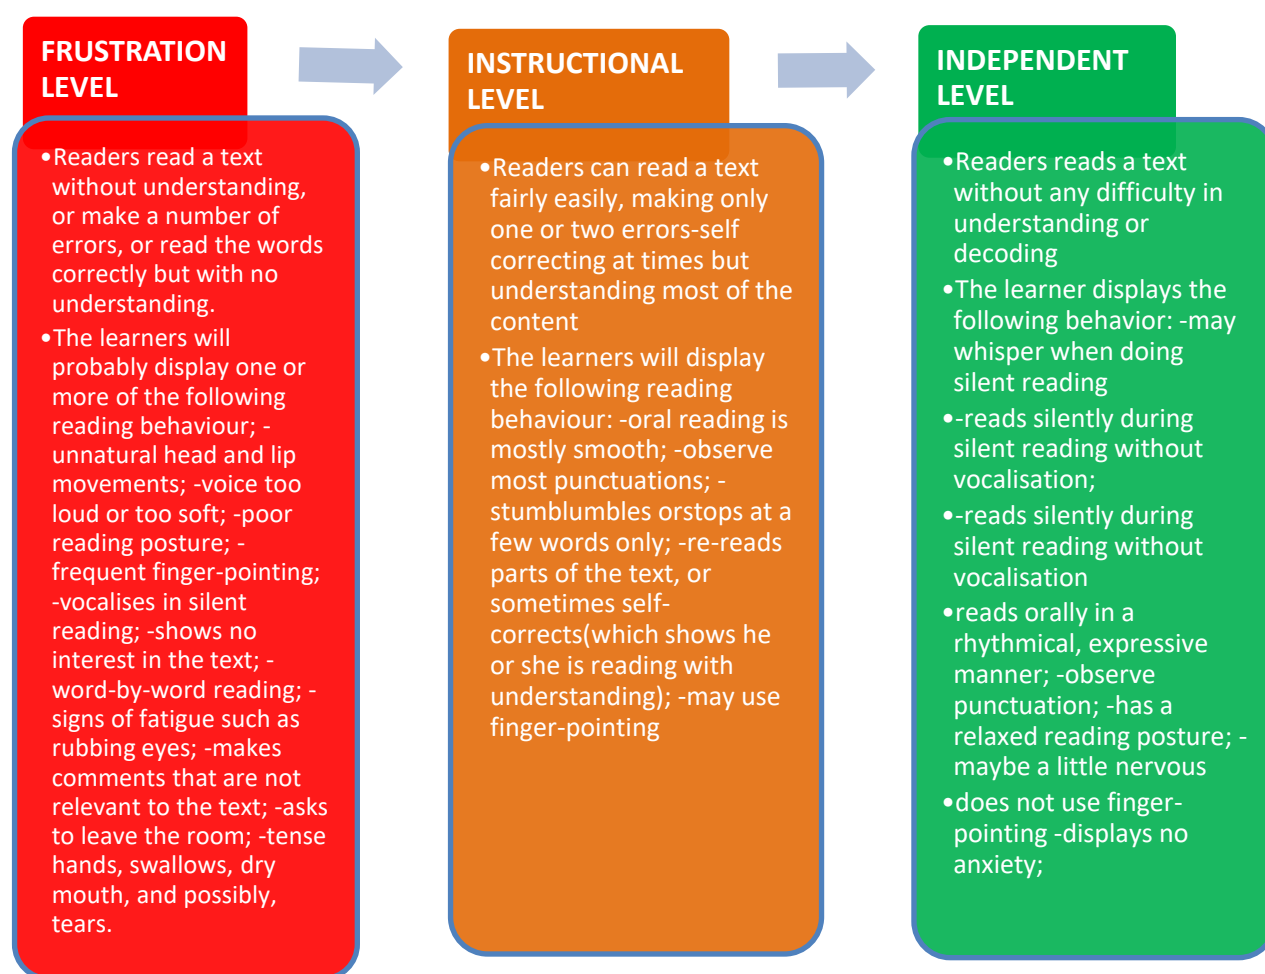 FRUSTRATION
LEVEL
•Readers read a text
without understanding,
or make a number of
errors, or read the words
correctly but with no
understanding.
•The learners will
probably display one or
more of the following
reading behaviour; -
unnatural head and lip
movements; -voice too
loud or too soft; -poor
reading posture; -
frequent finger-pointing;
-vocalises in silent
reading; -shows no
interest in the text; -
word-by-word reading; -
signs of fatigue such as
rubbing eyes; -makes
comments that are not
relevant to the text; -asks
to leave the room; -tense
hands, swallows, dry
mouth, and possibly,
tears.
INSTRUCTIONAL
LEVEL
•Readers can read a text
fairly easily, making only
one or two errors-self
correcting at times but
understanding most of the
content
•The learners will display
the following reading
behaviour: -oral reading is
mostly smooth; -observe
most punctuations; -
stumblumbles orstops at a
few words only; -re-reads
parts of the text, or
sometimes self-
corrects(which shows he
or she is reading with
understanding); -may use
finger-pointing
INDEPENDENT
LEVEL
•Readers reads a text
without any difficulty in
understanding or
decoding
•The learner displays the
following behavior: -may
whisper when doing
silent reading
•-reads silently during
silent reading without
vocalisation;
•-reads silently during
silent reading without
vocalisation
•reads orally in a
rhythmical, expressive
manner; -observe
punctuation; -has a
relaxed reading posture; -
maybe a little nervous
•does not use finger-
pointing -displays no
anxiety;